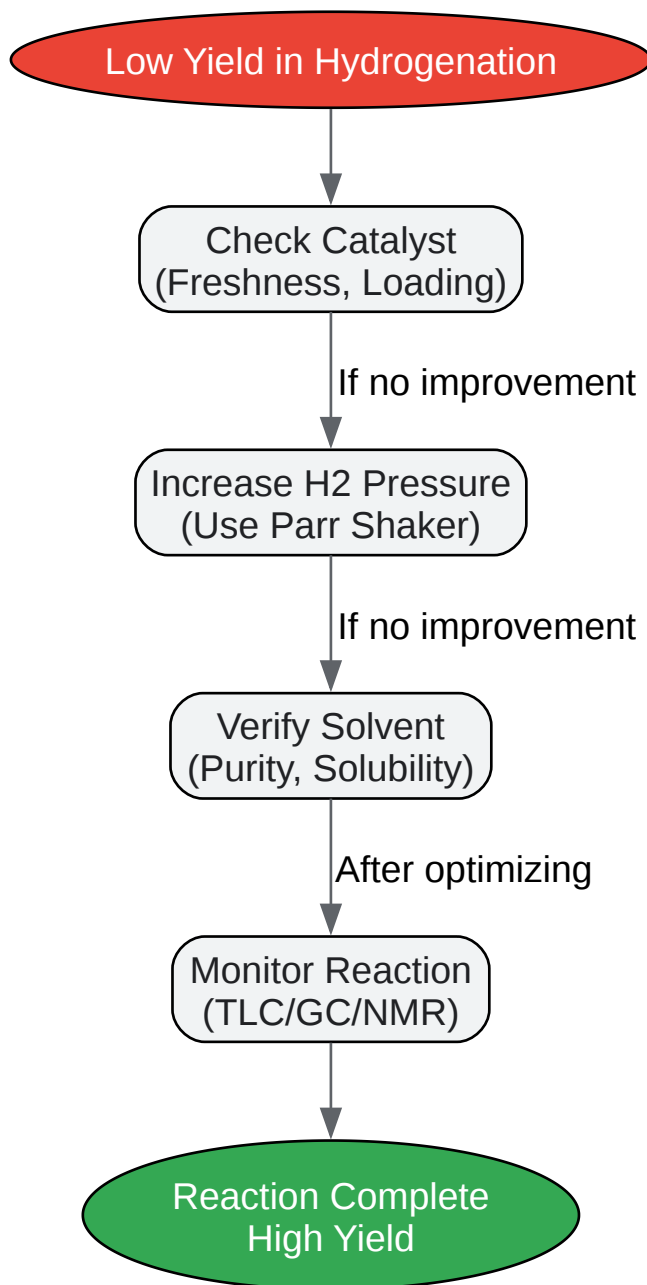 Low Yield in Hydrogenation
Check Catalyst
(Freshness, Loading)
If no improvement
Increase H2 Pressure
(Use Parr Shaker)
If no improvement
Verify Solvent
(Purity, Solubility)
After optimizing
Monitor Reaction
(TLC/GC/NMR)
Reaction Complete
High Yield